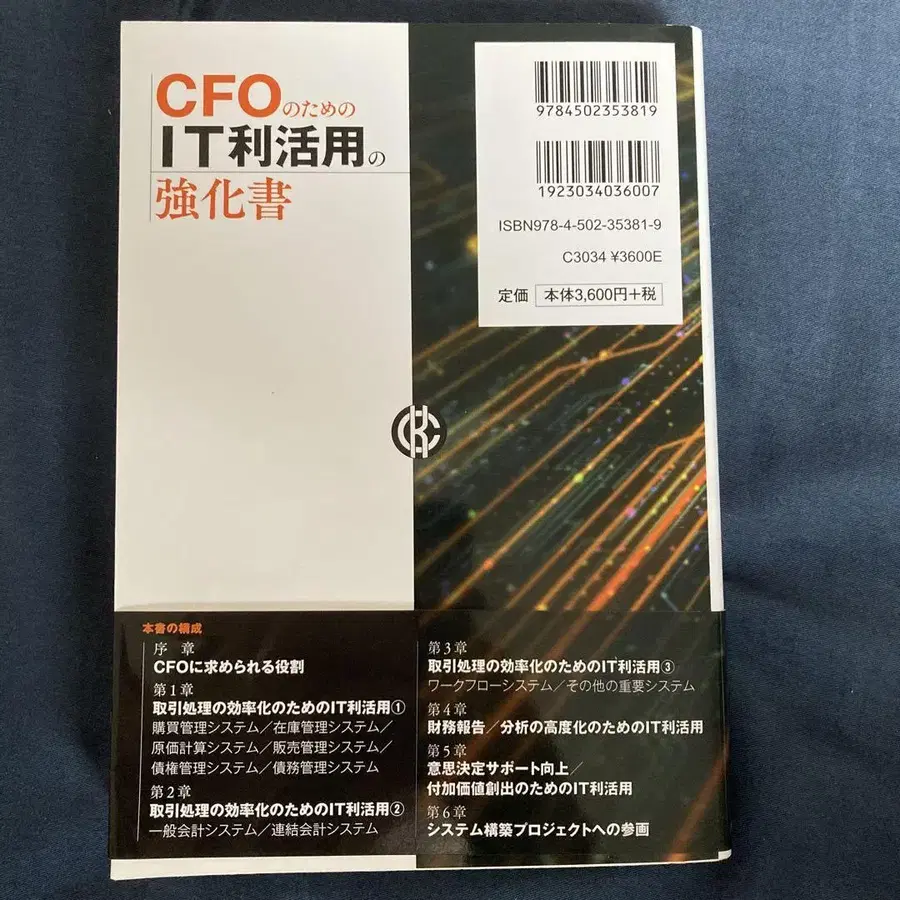 CFOのための
IT利活用の
強化書
9784502353819
1923034036007
ISBN978-4-502-35381-9
C3034 ¥3600E
定価 本体3,600円+税
本書の構成
序 章
CFOに求められる役割
第1章
取引処理の効率化のためのIT利活用①
購買管理システム/在庫管理システム/
原価計算システム/販売管理システム/
債権管理システム/債務管理システム
第2章
取引処理の効率化のためのIT利活用②
一般会計システム/連結会計システム
第3章
取引処理の効率化のためのIT利活用③
ワークフローシステム/その他の重要システム
第4章
財務報告/分析の高度化のためのIT利活用
第5章
意思決定サポート向上/
付加価値創出のためのIT利活用
第6章
システム構築プロジェクトへの参画